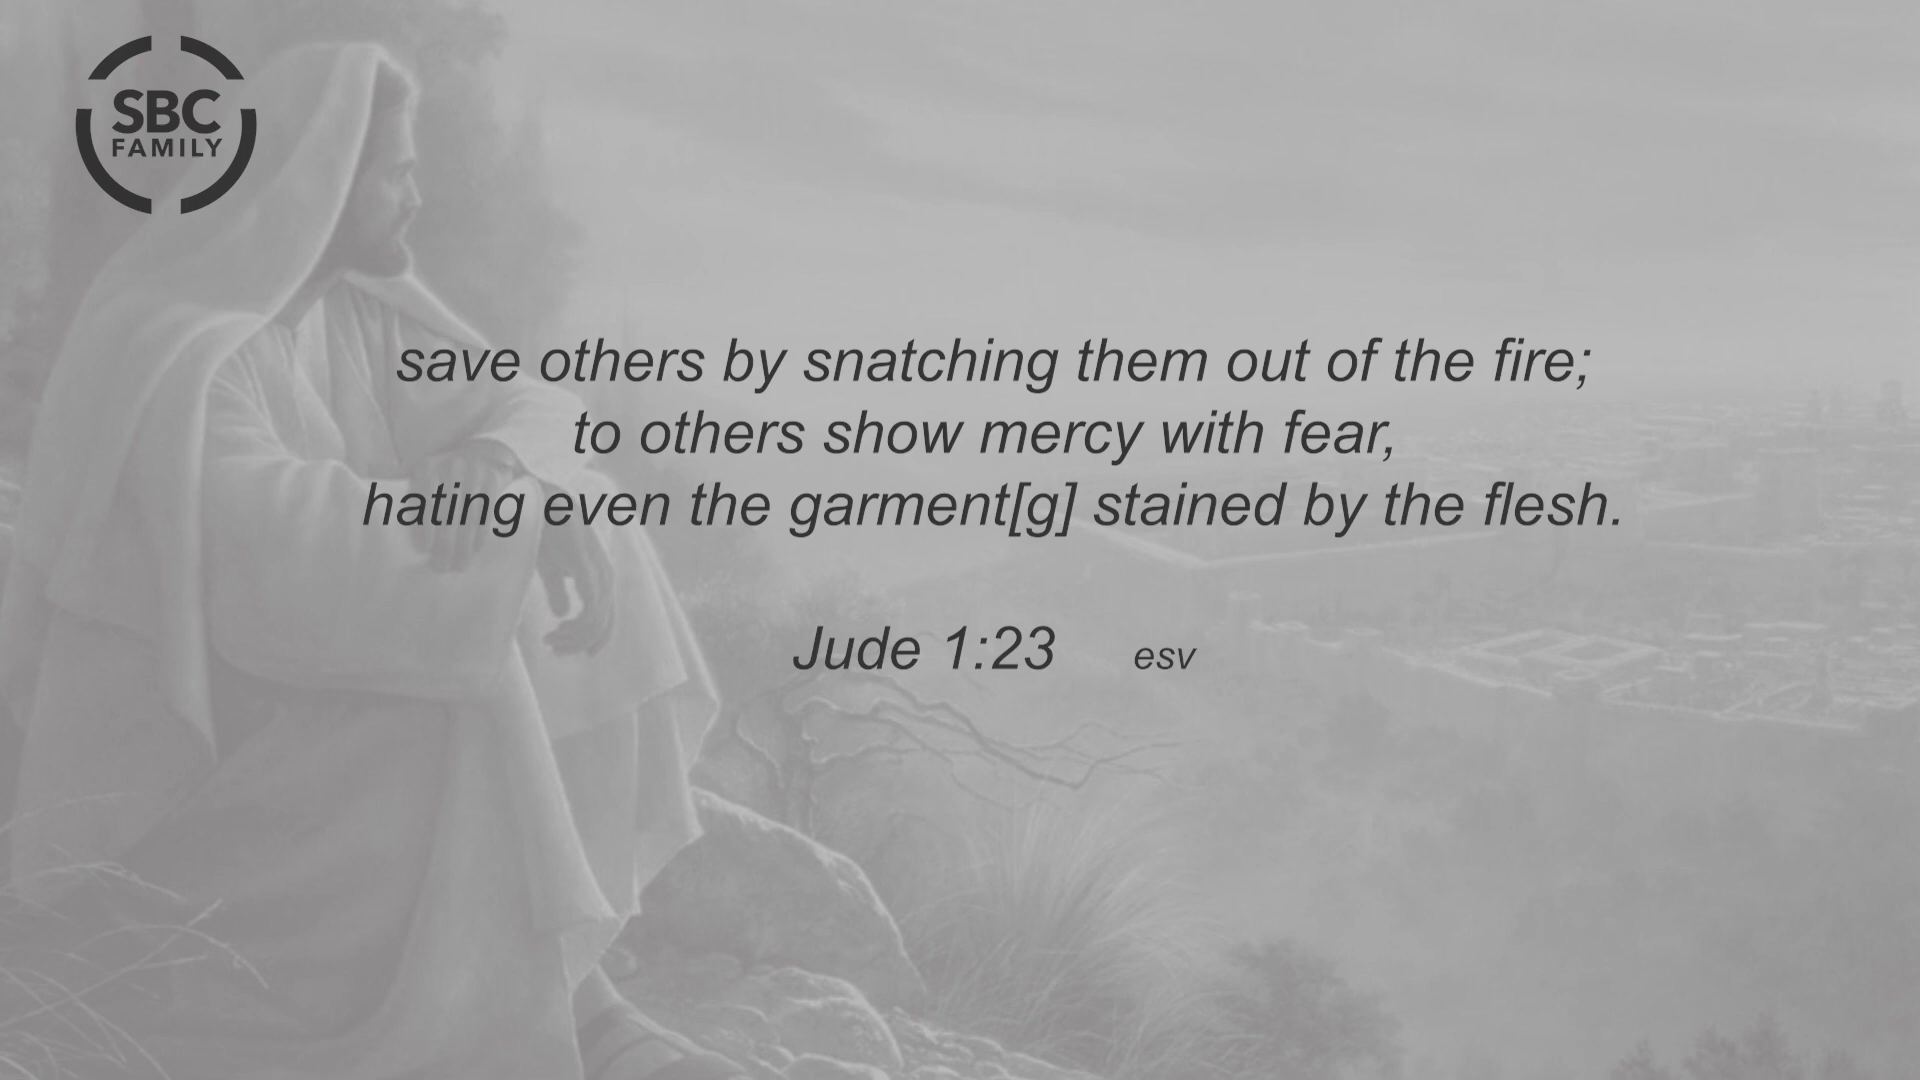 SBC
FAMILY
save others by snatching them out of the fire;
to others show mercy with fear,
hating even the garment[g] stained by the flesh.
Jude 1:23 esv